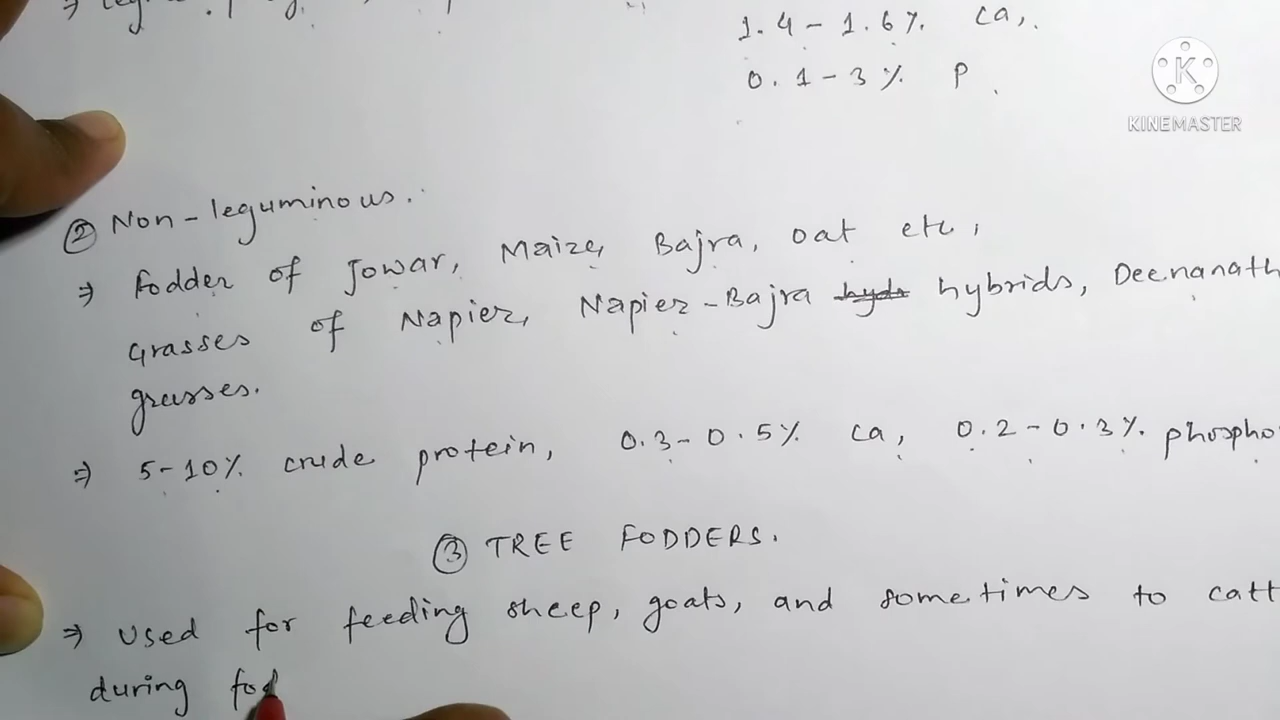 1.4 - 1.6%. ca,.
0.1 - 3 %. P.
KINEMASTER
② Non-leguminous.
⇒ Fodder of Jowar, Maize, Bajra, oat etc,
Grasses of Napier, Napier-Bajra hybrids, Deenanath
grasses.
⇒ 5-10% crude protein, 0.3-0.5% ca, 0.2-0.3%. phospho
③ TREE FODDERS.
⇒ Used for feeding sheep, goats, and sometimes to catt
during fod